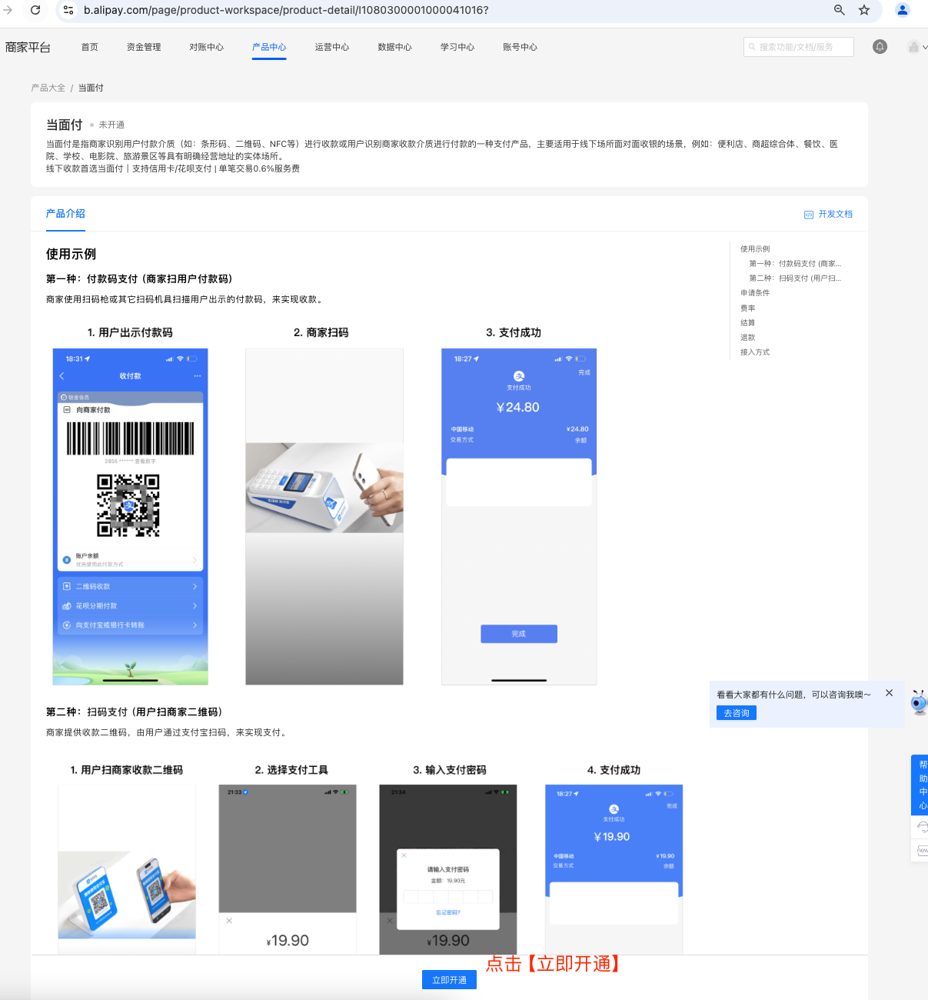 b.alipay.com/page/product-workspace/product-detail/I1080300001000041016?
商家平台 首页 资金管理 对账中心 产品中心 运营中心 数据中心 学习中心 账号中心 搜索功能/文档/服务
产品大全 / 当面付
当面付 未开通
当面付是指商家识别用户付款介质（如：条形码、二维码、NFC等）进行收款或用户识别商家收款介质进行付款的一种支付产品，主要适用于线下场所面对面收银的场景，例如：便利店、商超综合体、餐饮、医
院、学校、电影院、旅游景区等具有明确经营地址的实体场所。
线下收款首选当面付 | 支持信用卡/花呗支付 | 单笔交易0.6%服务费
产品介绍 开发文档
使用示例
第一种：付款码支付 (商家扫用户付款码)
商家使用扫码枪或其它扫码机具扫描用户出示的付款码，来实现收款。
使用示例
第一种：付款码支付 (商家...
第二种：扫码支付 (用户扫...
申请条件
费率
结算
退款
接入方式
1. 用户出示付款码 2. 商家扫码 3. 支付成功
18:31
收付款
铂金会员
向商家付款
2856 ****** 查看数字
账户余额
优先使用此付款方式
二维码收款
花呗分期付款
向支付宝或银行卡转账
18:27
完成
支付成功
¥24.80
中国移动 ¥24.80
交易方式 余额
完成
看看大家都有什么问题，可以咨询我噢～
去咨询
第二种：扫码支付 (用户扫商家二维码)
商家提供收款二维码，由用户通过支付宝扫码，来实现支付。
帮
助
中
心
new
1. 用户扫商家收款二维码 2. 选择支付工具 3. 输入支付密码 4. 支付成功
21:33
¥19.90
21:34
请输入支付密码
金额：19.90元
忘记密码?
¥19.90
18:27
完成
支付成功
¥19.90
中国移动 ¥19.90
交易方式 余额
点击【立即开通】
立即开通